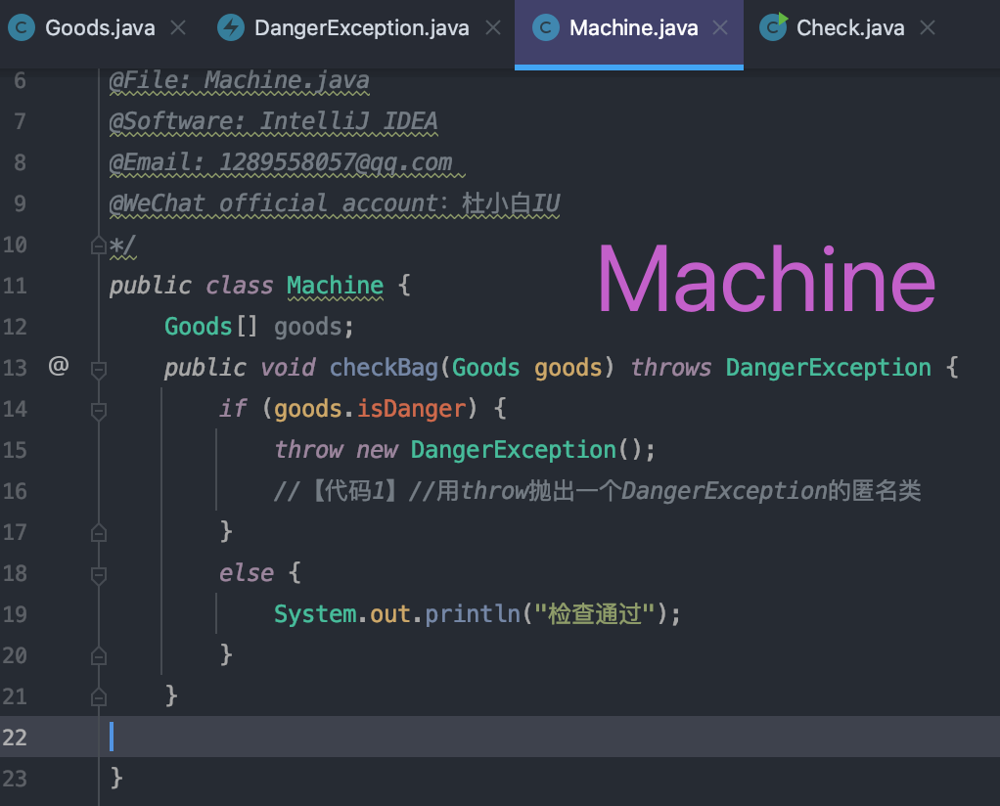 Goods.java DangerException.java Machine.java Check.java
6 @File: Machine.java
7 @Software: IntelliJ IDEA
8 @Email: 1289558057@qq.com
9 @WeChat official account：杜小白IU
10 */
Machine
11 public class Machine {
12 Goods[] goods;
13 @ public void checkBag(Goods goods) throws DangerException {
14 if (goods.isDanger) {
15 throw new DangerException();
16 //【代码1】//用throw抛出一个DangerException的匿名类
17 }
18 else {
19 System.out.println("检查通过");
20 }
21 }
22
23 }